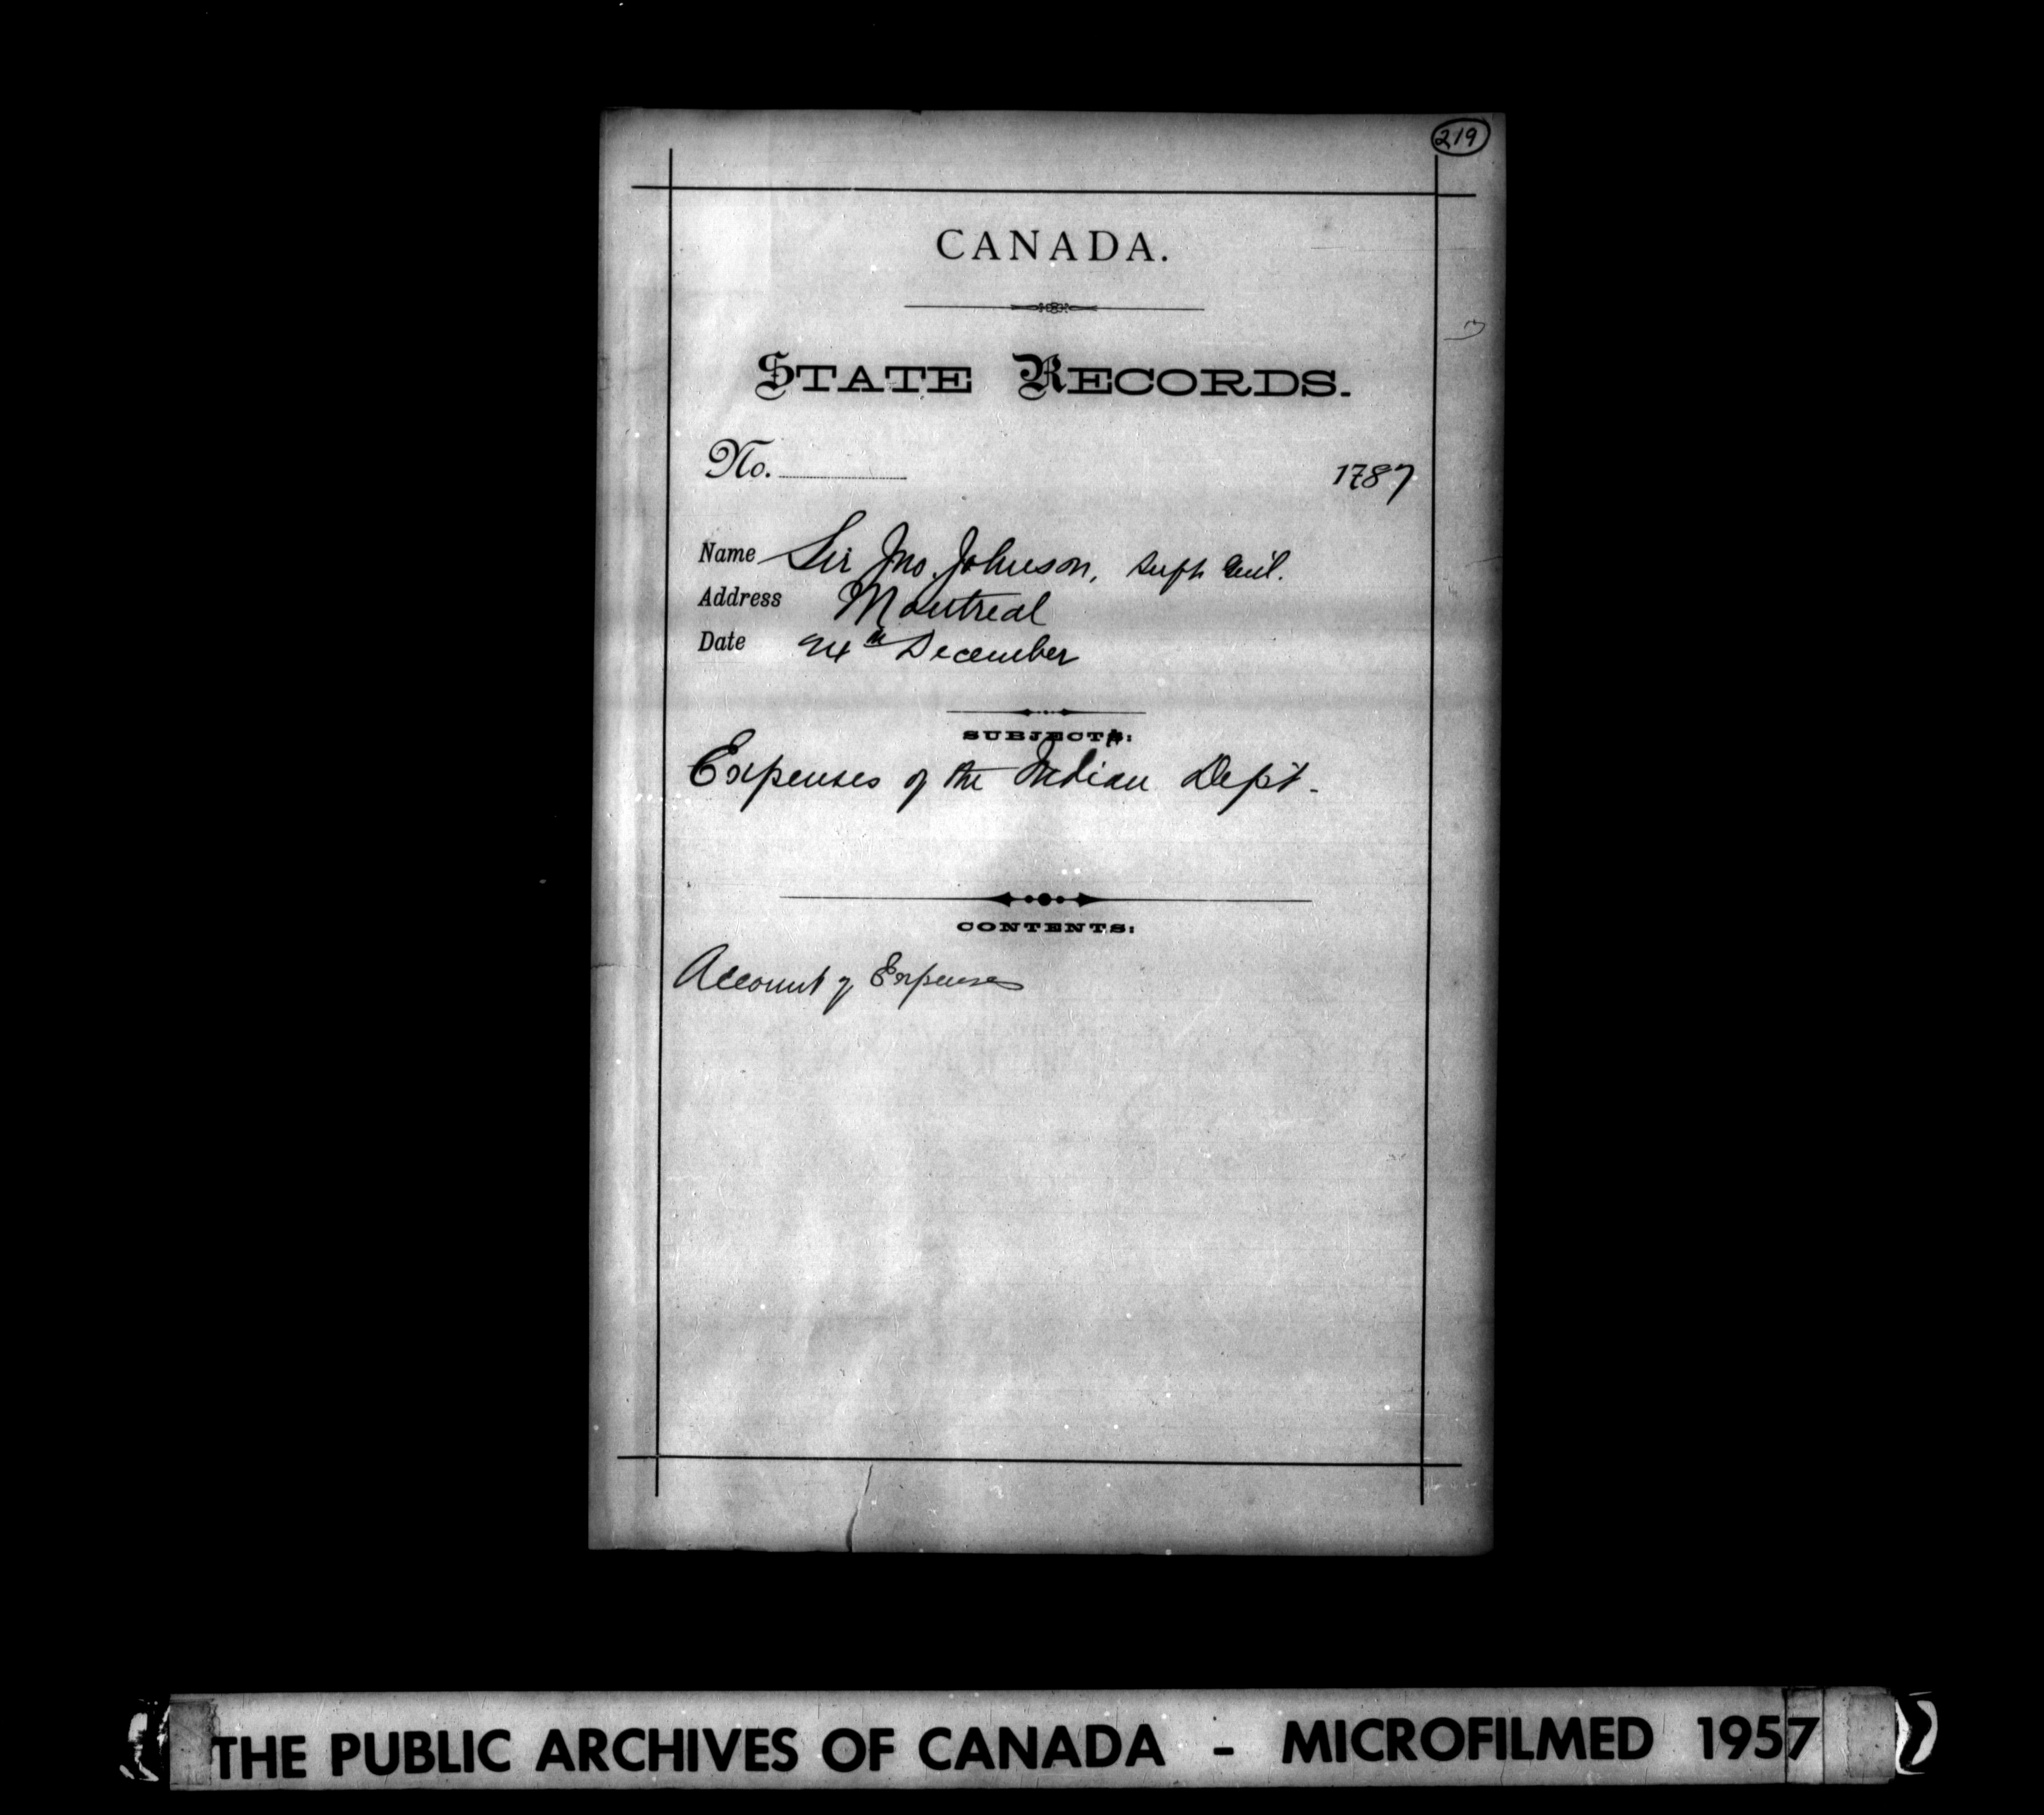 219
CANADA.
STATE RECORDS.
No. 1787
Name Sir Jno. Johnson, Supt Genl.
Address Montreal
Date 24th December
SUBJECT:
Expenses of the Indian Dept.
CONTENTS:
Account of Expenses
THE PUBLIC ARCHIVES OF CANADA - MICROFILMED 1957